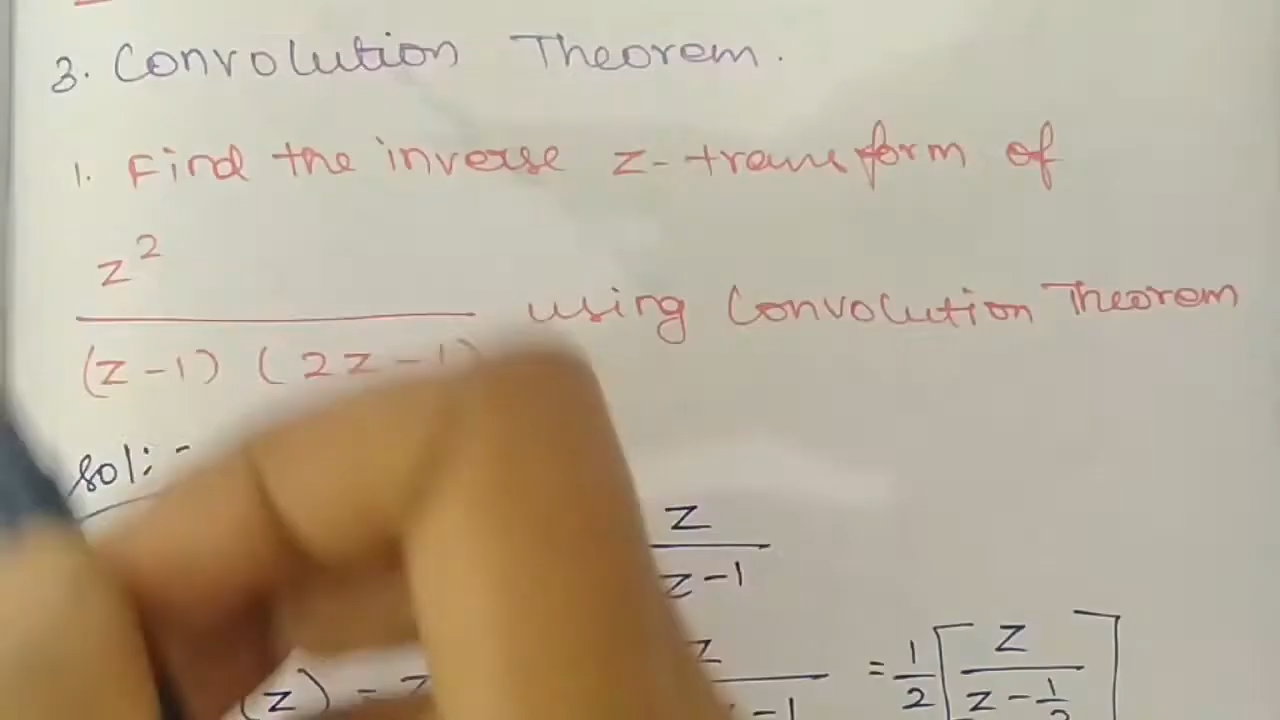 3. Convolution Theorem.
1. Find the inverse z-transform of
z²
using Convolution Theorem
(z-1) (2z-1)
Sol:-
z
z-1
(z) - z
z
-1
= 1/2 [ z
z - 1/2 ]